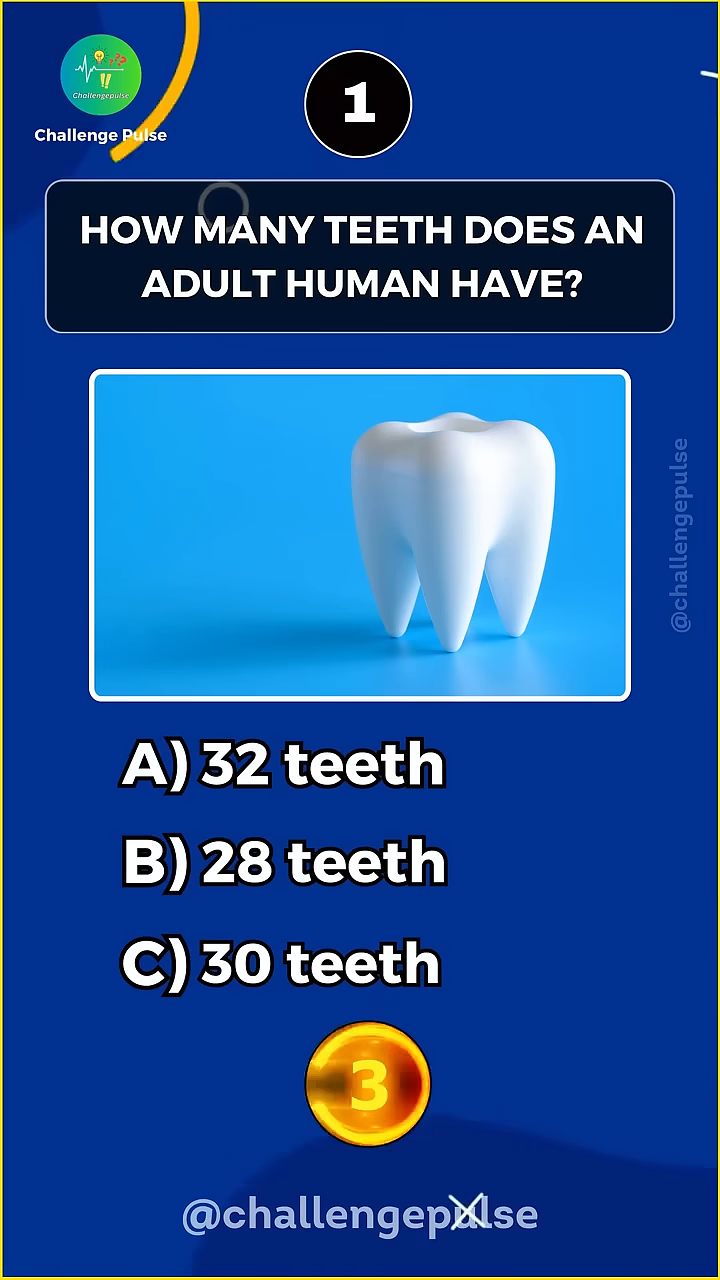 ??
!!
Challengepulse
Challenge Pulse
1
HOW MANY TEETH DOES AN
ADULT HUMAN HAVE?
@challengepulse
A) 32 teeth
B) 28 teeth
C) 30 teeth
3
@challengepulse